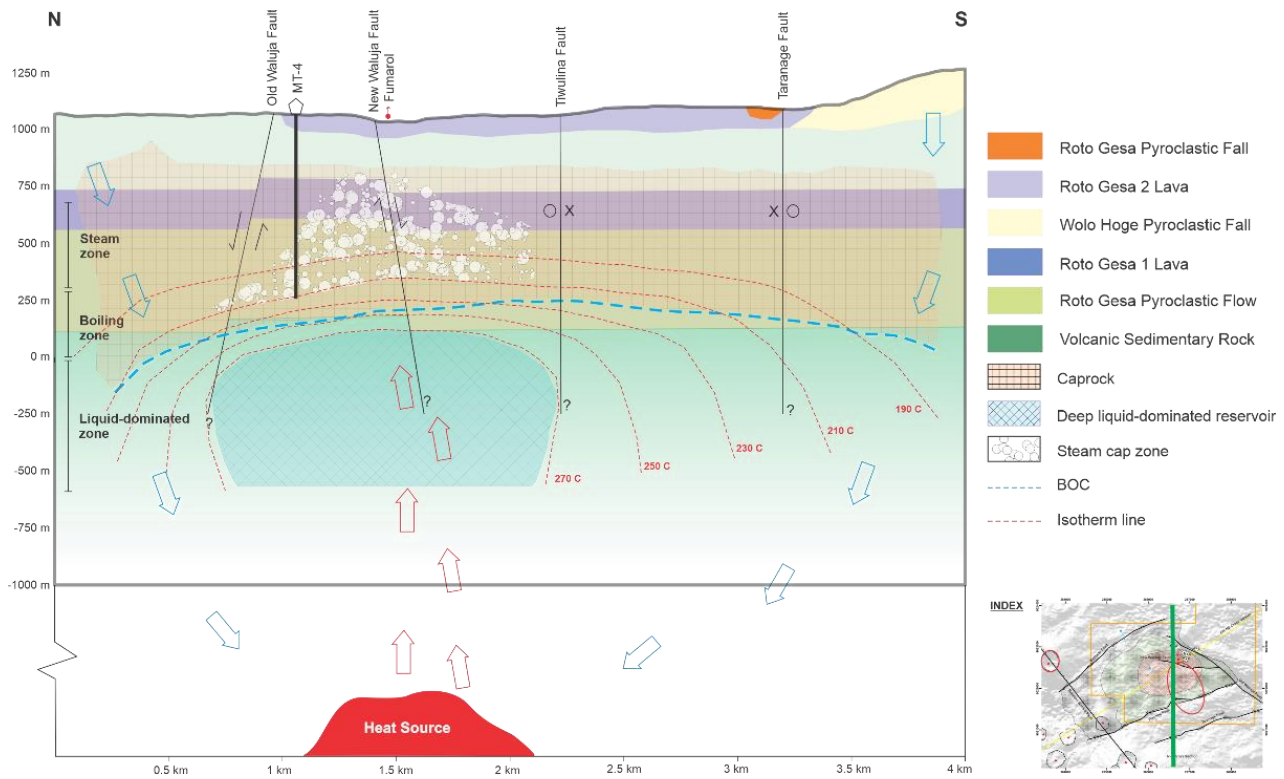 N
S
Old Waluja Fault
MT-4
New Waluja Fault
Fumarol
Tiwulina Fault
Taranage Fault
1250 m
1000 m
750 m
500 m
250 m
0 m
-250 m
-500 m
-750 m
-1000 m
Steam
zone
Boiling
zone
Liquid-dominated
zone
O X
X O
?
?
?
?
270 C
250 C
230 C
210 C
190 C
Heat Source
0.5 km
1 km
1.5 km
2 km
2.5 km
3 km
3.5 km
4 km
Roto Gesa Pyroclastic Fall
Roto Gesa 2 Lava
Wolo Hoge Pyroclastic Fall
Roto Gesa 1 Lava
Roto Gesa Pyroclastic Flow
Volcanic Sedimentary Rock
Caprock
Deep liquid-dominated reservoir
Steam cap zone
BOC
Isotherm line
INDEX